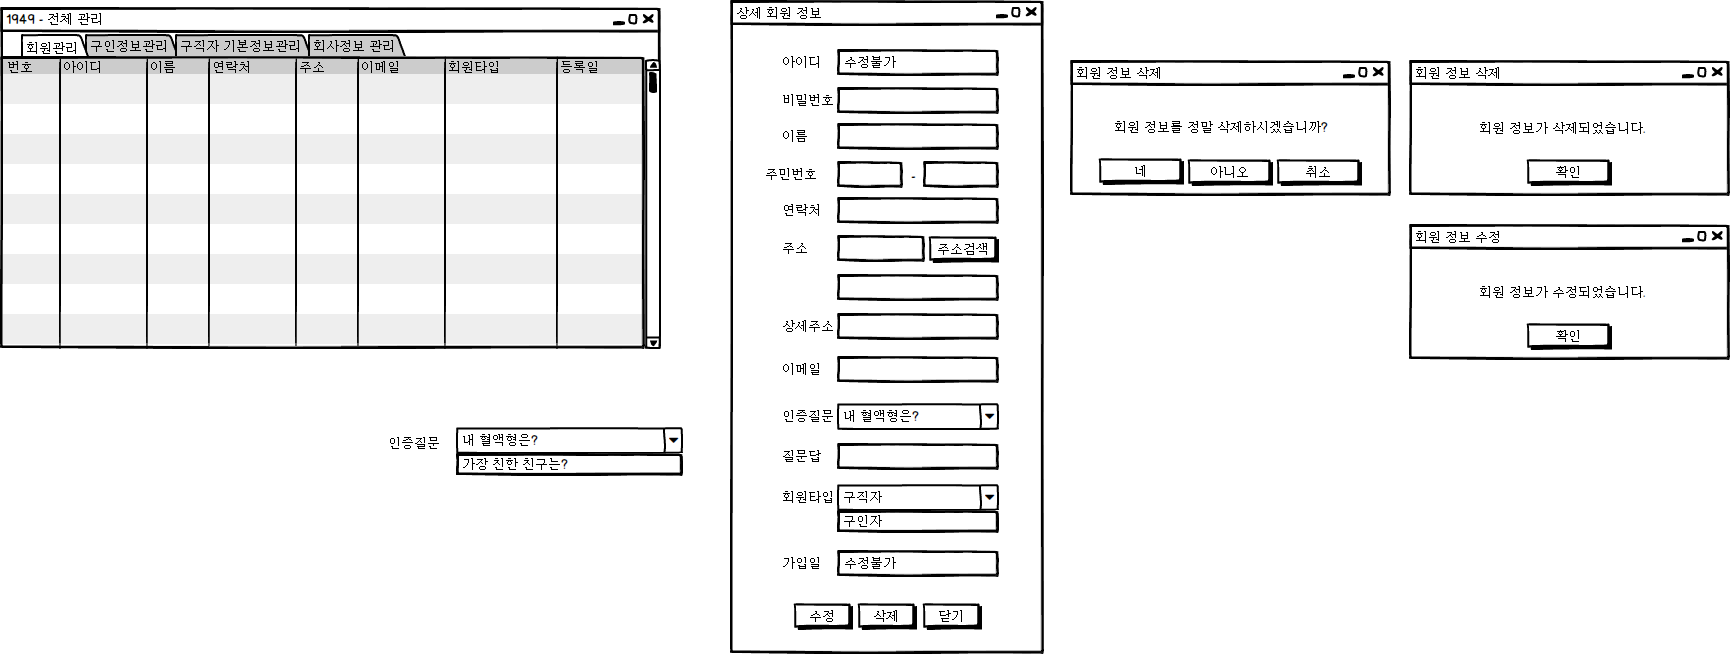 1949 - 전체 관리
회원관리 구인정보관리 구직자 기본정보관리 회사정보 관리
번호 아이디 이름 연락처 주소 이메일 회원타입 등록일
인증질문 내 혈액형은?
가장 친한 친구는?
상세 회원 정보
아이디 수정불가
비밀번호
이름
주민번호 -
연락처
주소 주소검색
상세주소
이메일
인증질문 내 혈액형은?
질문답
회원타입 구직자
구인자
가입일 수정불가
수정 삭제 닫기
회원 정보 삭제
회원 정보를 정말 삭제하시겠습니까?
네 아니오 취소
회원 정보 삭제
회원 정보가 삭제되었습니다.
확인
회원 정보 수정
회원 정보가 수정되었습니다.
확인